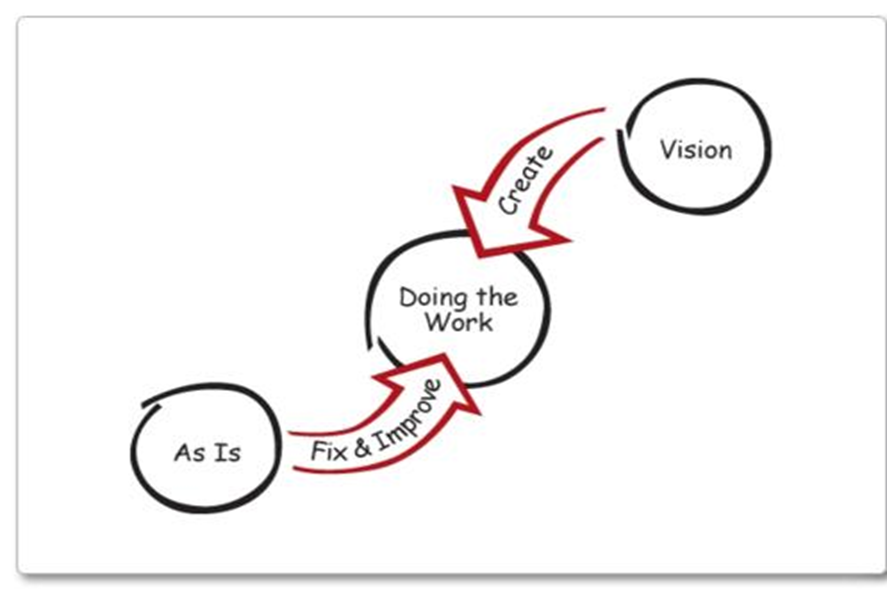 Vision
Create
Doing the
Work
Fix & Improve
As Is